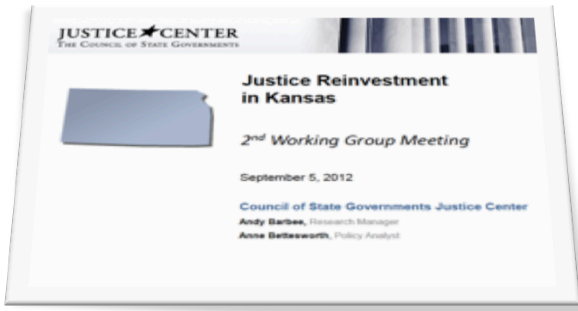 JUSTICE★CENTER
THE COUNCIL OF STATE GOVERNMENTS
Justice Reinvestment
in Kansas
2nd Working Group Meeting
September 5, 2012
Council of State Governments Justice Center
Andy Barbee, Research Manager
Anne Bettesworth, Policy Analyst